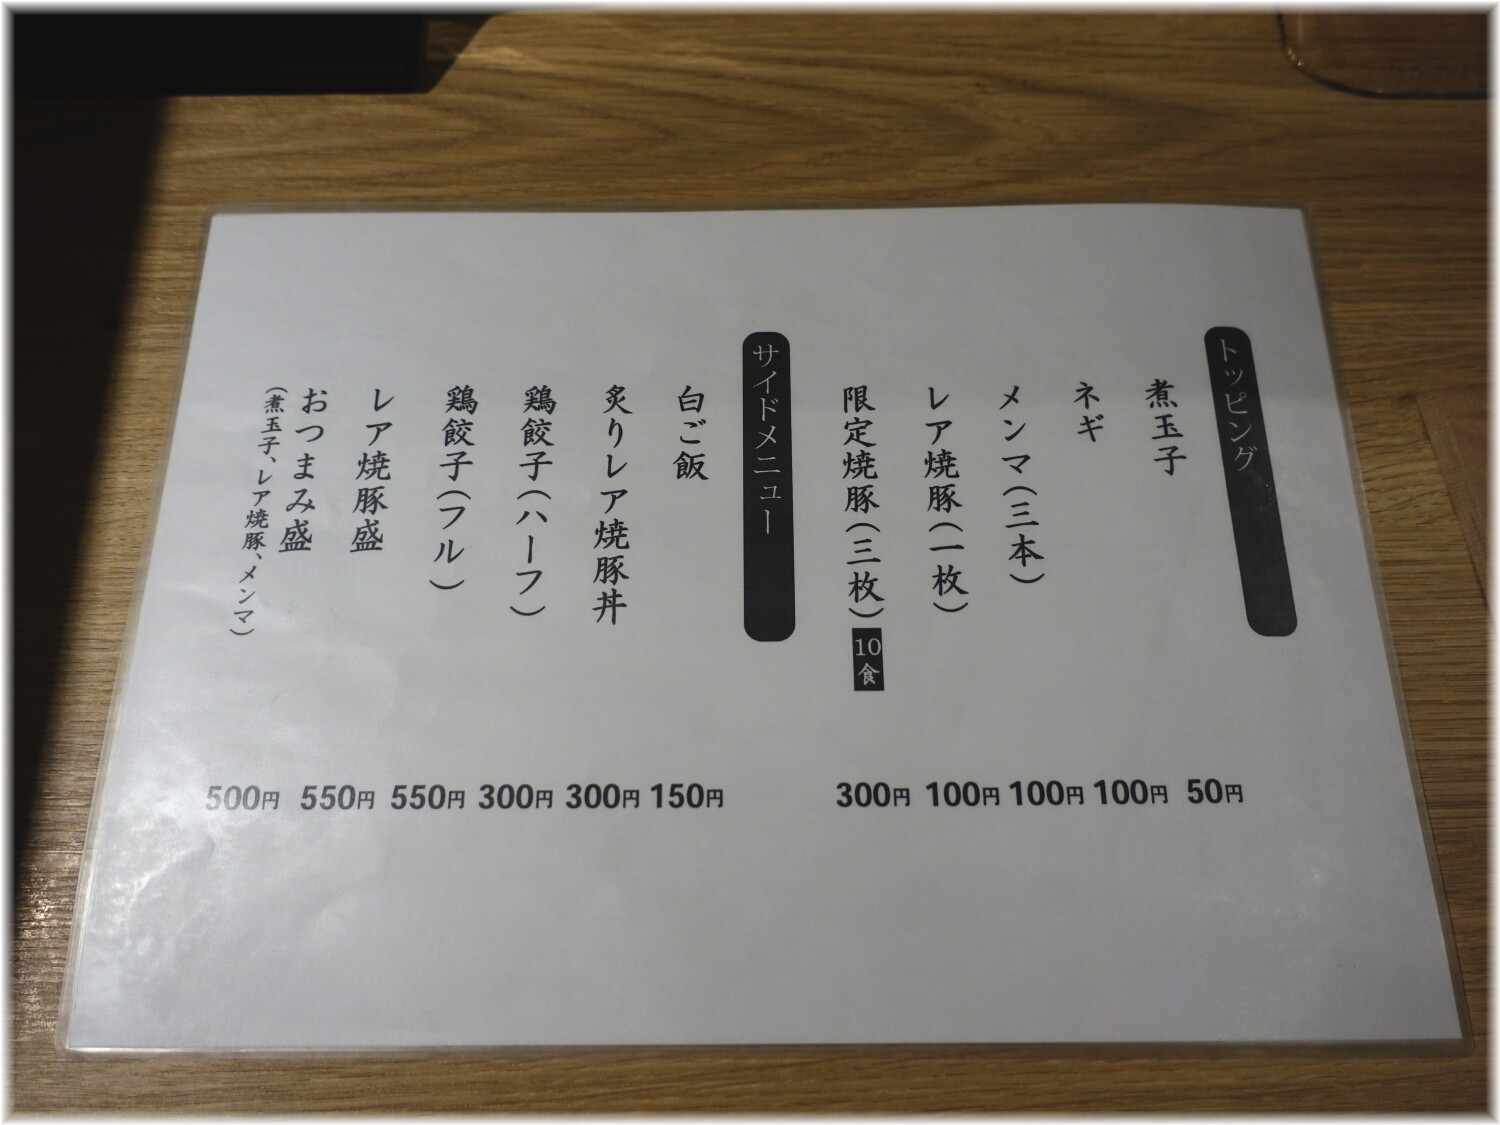 トッピング
煮玉子 50円
ネギ 100円
メンマ（三本） 100円
レア焼豚（一枚） 100円
限定焼豚（三枚）10食 300円
サイドメニュー
白ご飯 150円
炙りレア焼豚丼 300円
鶏餃子（ハーフ） 300円
鶏餃子（フル） 550円
レア焼豚盛 550円
おつまみ盛 500円
（煮玉子、レア焼豚、メンマ）